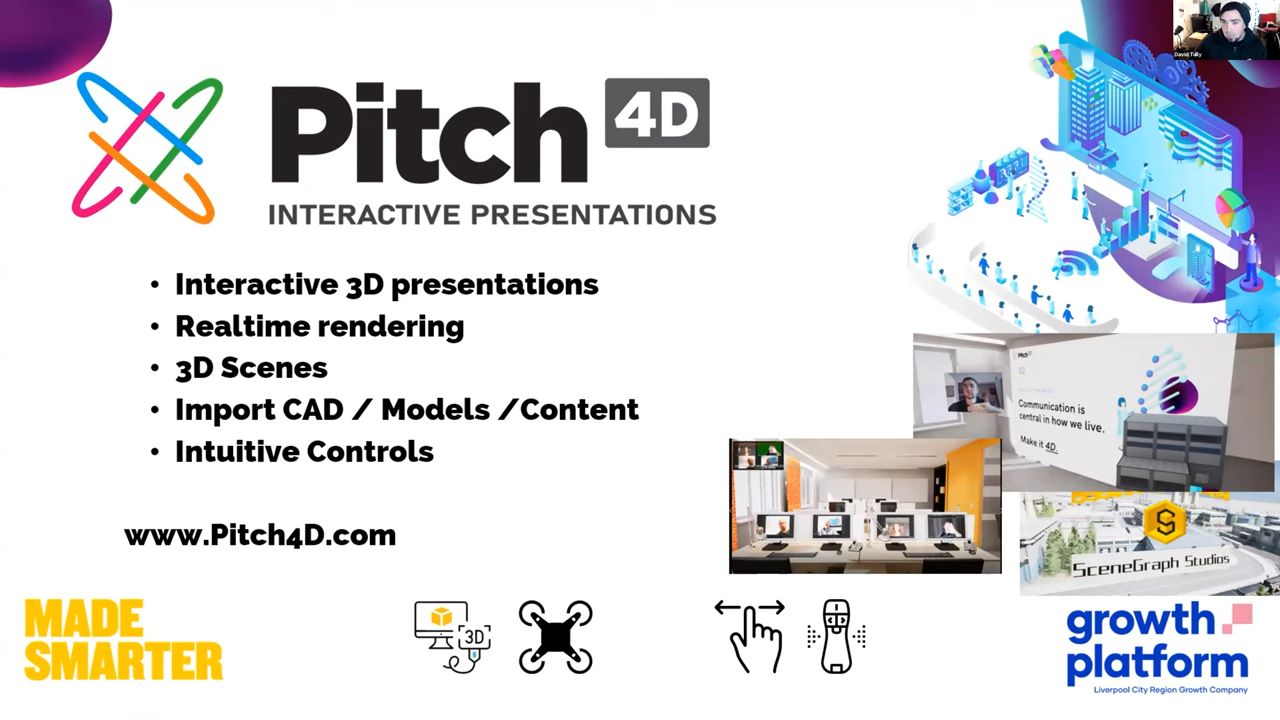 David Tully
Pitch 4D
INTERACTIVE PRESENTATIONS
• Interactive 3D presentations
• Realtime rendering
• 3D Scenes
• Import CAD / Models /Content
• Intuitive Controls
www.Pitch4D.com
Pitch
Communication is
central in how we live.
Make it 4D.
S
SceneGraph Studios
MADE
SMARTER
3D
growth
platform
Liverpool City Region Growth Company